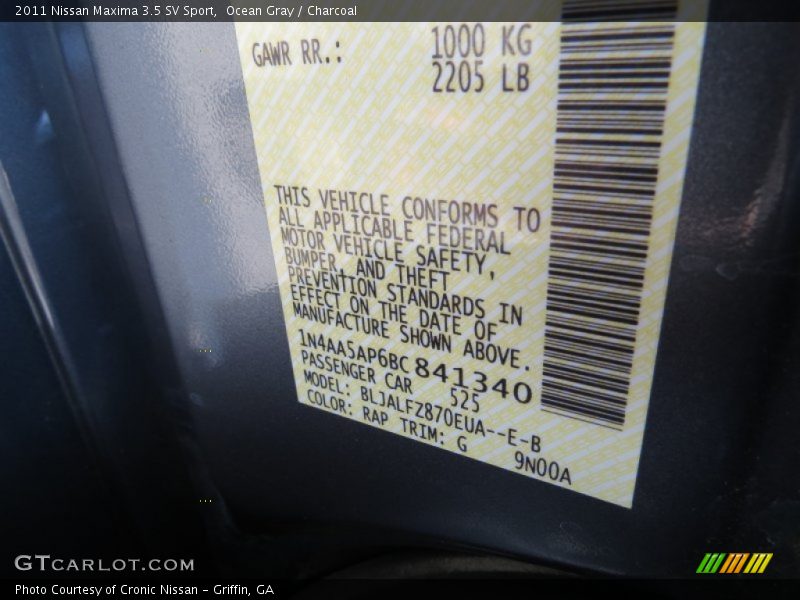 2011 Nissan Maxima 3.5 SV Sport,  Ocean Gray / Charcoal
GAWR RR.: 1000 KG
2205 LB
THIS VEHICLE CONFORMS TO
ALL APPLICABLE FEDERAL
MOTOR VEHICLE SAFETY,
BUMPER, AND THEFT
PREVENTION STANDARDS IN
EFFECT ON THE DATE OF
MANUFACTURE SHOWN ABOVE.
1N4AA5AP6BC841340
PASSENGER CAR 525
MODEL: BLJALFZ870EUA--E-B
COLOR: RAP TRIM: G 9N00A
GTCARLOT.COM
Photo Courtesy of Cronic Nissan - Griffin, GA